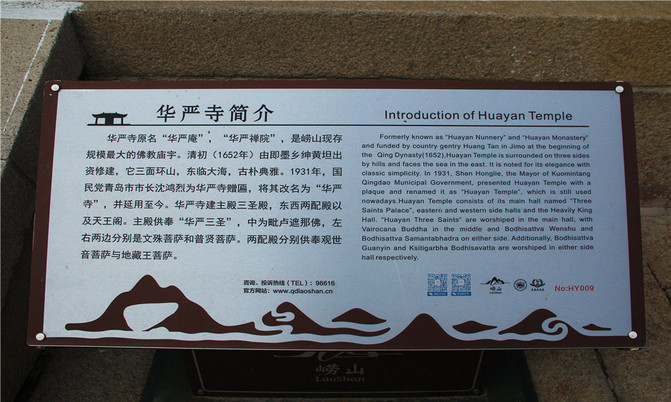 华严寺简介
华严寺原名“华严庵”，“华严禅院”，是崂山现存
规模最大的佛教庙宇。清初（1652年）由即墨乡绅黄坦出
资修建，它三面环山，东临大海，古朴典雅。1931年，国
民党青岛市市长沈鸿烈为华严寺赠匾，将其改名为“华严
寺”，并延用至今。华严寺建主殿三圣殿，东西两配殿以
及天王阁。主殿供奉“华严三圣”，中为毗卢遮那佛，左
右两边分别是文殊菩萨和普贤菩萨。两配殿分别供奉观世
音菩萨与地藏王菩萨。
咨询、投诉热线（TEL）：96616
官方网站：www.qdlaoshan.cn
Introduction of Huayan Temple
Formerly known as "Huayan Nunnery" and "Huayan Monastery"
and funded by country gentry Huang Tan in Jimo at the beginning of
the Qing Dynasty(1652),Huayan Temple is surrounded on three sides
by hills and faces the sea in the east. It is noted for its elegance with
classic simplicity. In 1931, Shen Honglie, the Mayor of Kuomintang
Qingdao Municipal Government, presented Huayan Temple with a
plaque and renamed it as "Huayan Temple", which is still used
nowadays.Huayan Temple consists of its main hall named "Three
Saints Palace", eastern and western side halls and the Heavily King
Hall. "Huayan Three Saints" are worshiped in the main hall, with
Vairocana Buddha in the middle and Bodhisattva Wenshu and
Bodhisattva Samantabhadra on either side. Additionally, Bodhisattva
Guanyin and Ksitigarbha Bodhisavatta are worshiped in either side
hall respectively.
No:HY009
崂山
LaoShan